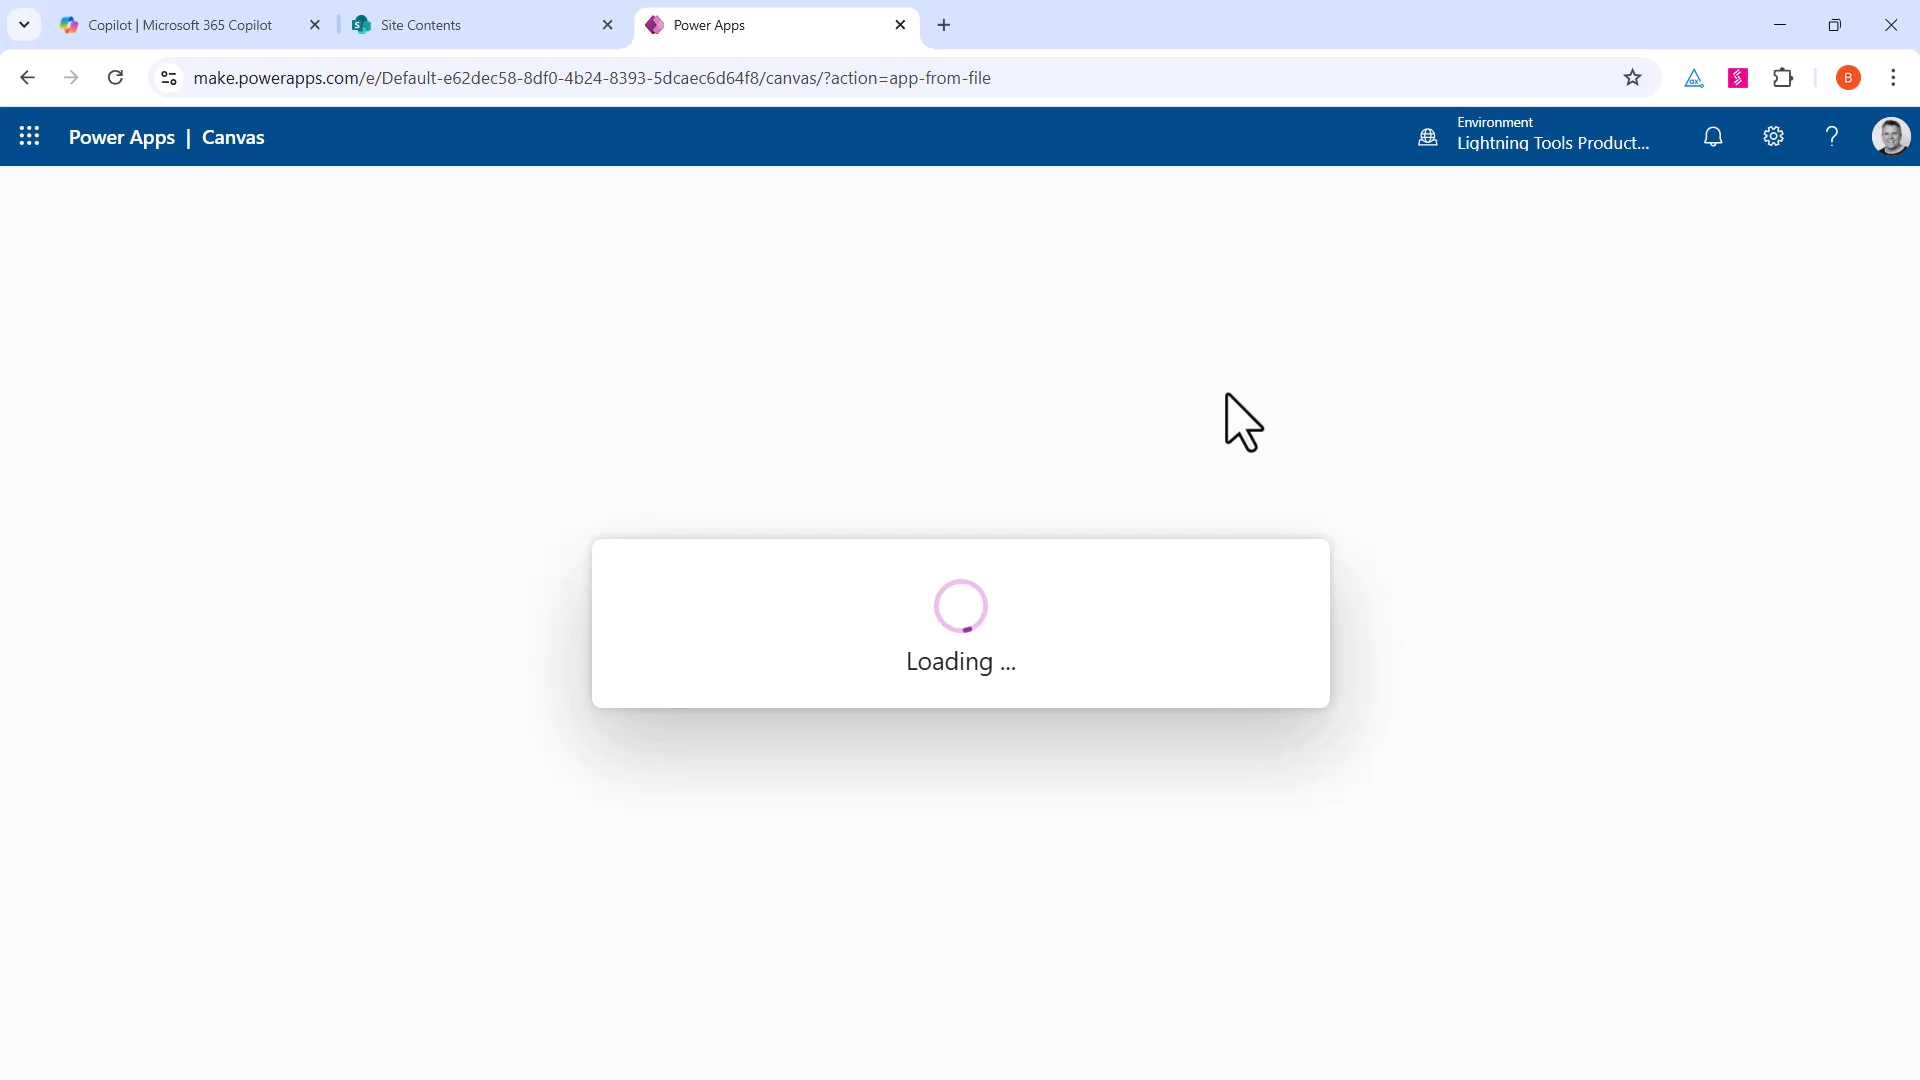 Copilot | Microsoft 365 Copilot
Site Contents
Power Apps
make.powerapps.com/e/Default-e62dec58-8df0-4b24-8393-5dcaec6d64f8/canvas/?action=app-from-file
B
Power Apps | Canvas
Environment
Lightning Tools Product...
Loading ...